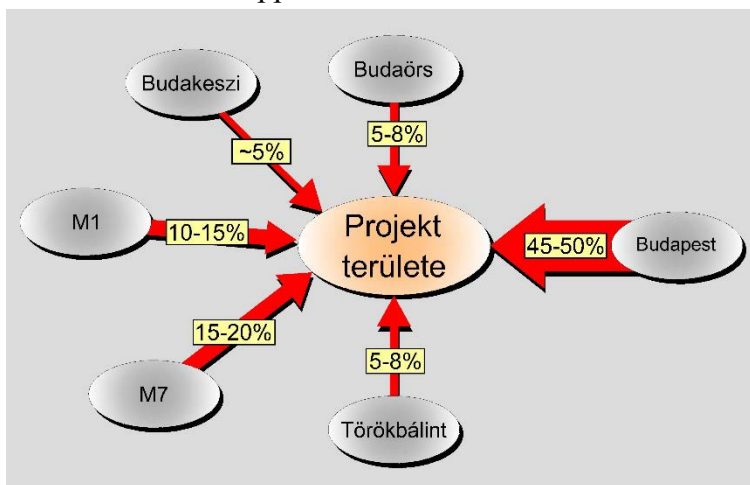 Budakeszi
Budaörs
~5%
5-8%
M1
10-15%
Projekt
területe
45-50%
Budapest
15-20%
5-8%
M7
Törökbálint